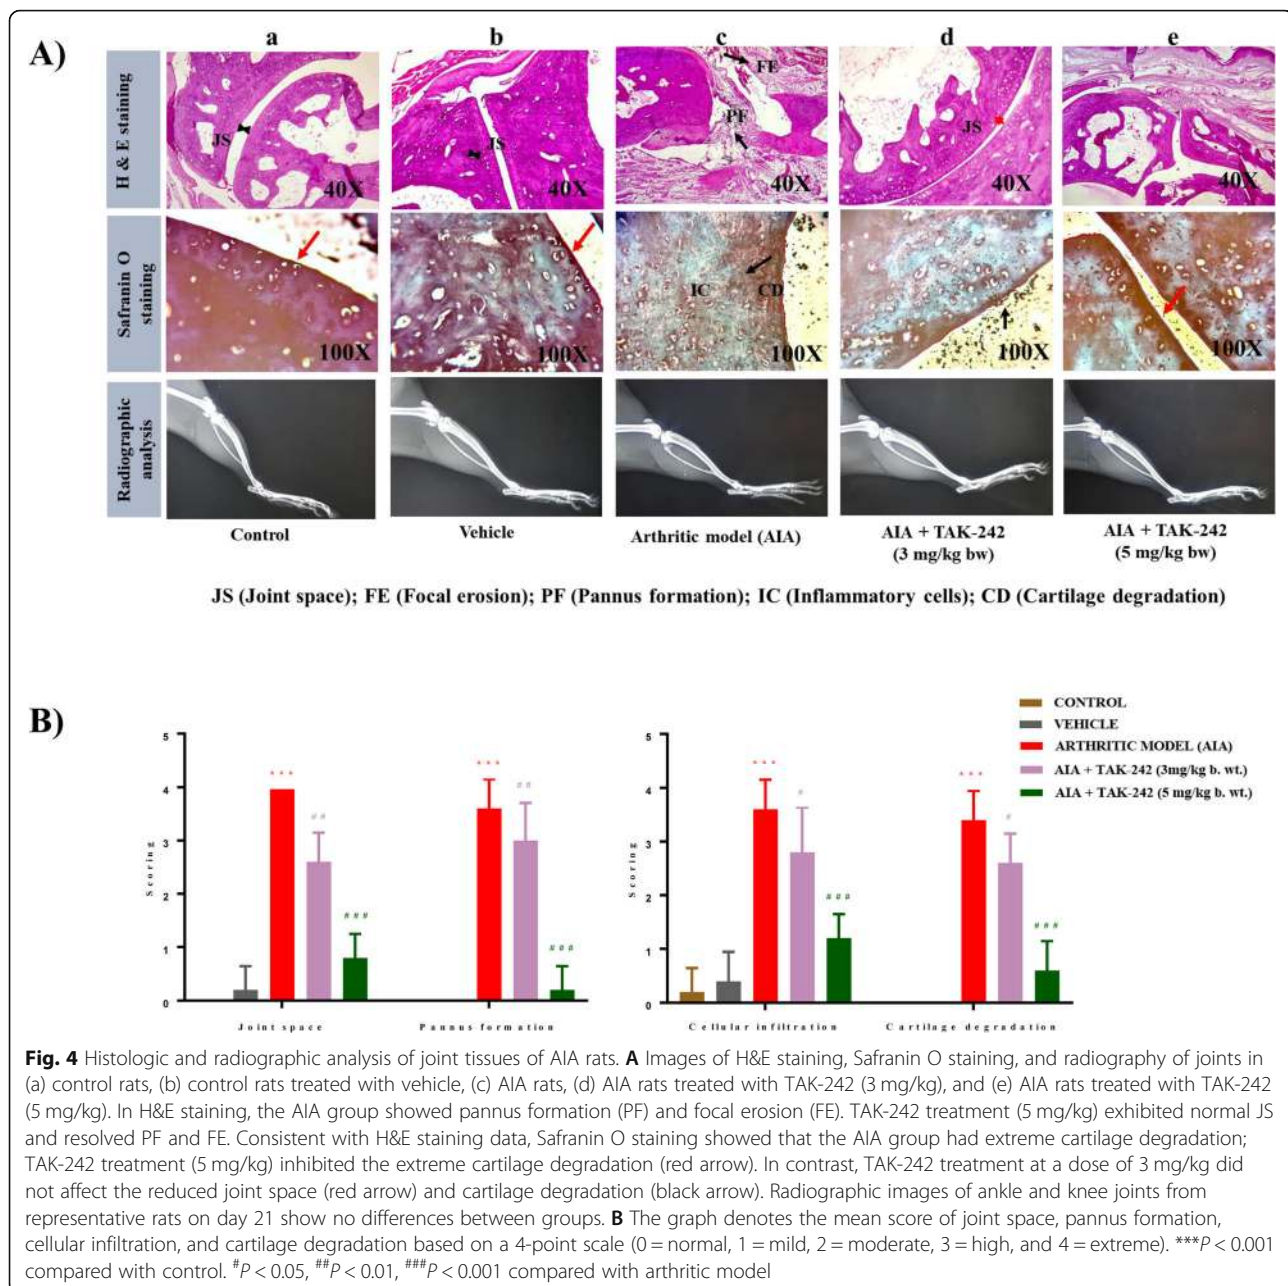 A)
a b c d e
H & E staining
JS 40X
JS 40X
FE PF 40X
JS 40X
40X
Safranin O
staining
100X
100X
IC CD 100X
100X
100X
Radiographic
analysis
Control
Vehicle
Arthritic model (AIA)
AIA + TAK-242
(3 mg/kg bw)
AIA + TAK-242
(5 mg/kg bw)
JS (Joint space); FE (Focal erosion); PF (Pannus formation); IC (Inflammatory cells); CD (Cartilage degradation)
B)
CONTROL
VEHICLE
ARTHRITIC MODEL (AIA)
AIA + TAK-242 (3mg/kg b. wt.)
AIA + TAK-242 (5 mg/kg b. wt.)
Scoring
5
4
3
2
1
0
***
##
###
***
##
###
Joint space
Pannus formation
Scoring
5
4
3
2
1
0
***
#
###
***
#
###
Cellular infiltration
Cartilage degradation
Fig. 4 Histologic and radiographic analysis of joint tissues of AIA rats. A Images of H&E staining, Safranin O staining, and radiography of joints in
(a) control rats, (b) control rats treated with vehicle, (c) AIA rats, (d) AIA rats treated with TAK-242 (3 mg/kg), and (e) AIA rats treated with TAK-242
(5 mg/kg). In H&E staining, the AIA group showed pannus formation (PF) and focal erosion (FE). TAK-242 treatment (5 mg/kg) exhibited normal JS
and resolved PF and FE. Consistent with H&E staining data, Safranin O staining showed that the AIA group had extreme cartilage degradation;
TAK-242 treatment (5 mg/kg) inhibited the extreme cartilage degradation (red arrow). In contrast, TAK-242 treatment at a dose of 3 mg/kg did
not affect the reduced joint space (red arrow) and cartilage degradation (black arrow). Radiographic images of ankle and knee joints from
representative rats on day 21 show no differences between groups. B The graph denotes the mean score of joint space, pannus formation,
cellular infiltration, and cartilage degradation based on a 4-point scale (0 = normal, 1 = mild, 2 = moderate, 3 = high, and 4 = extreme). ***P < 0.001
compared with control. #P < 0.05, ##P < 0.01, ###P < 0.001 compared with arthritic model